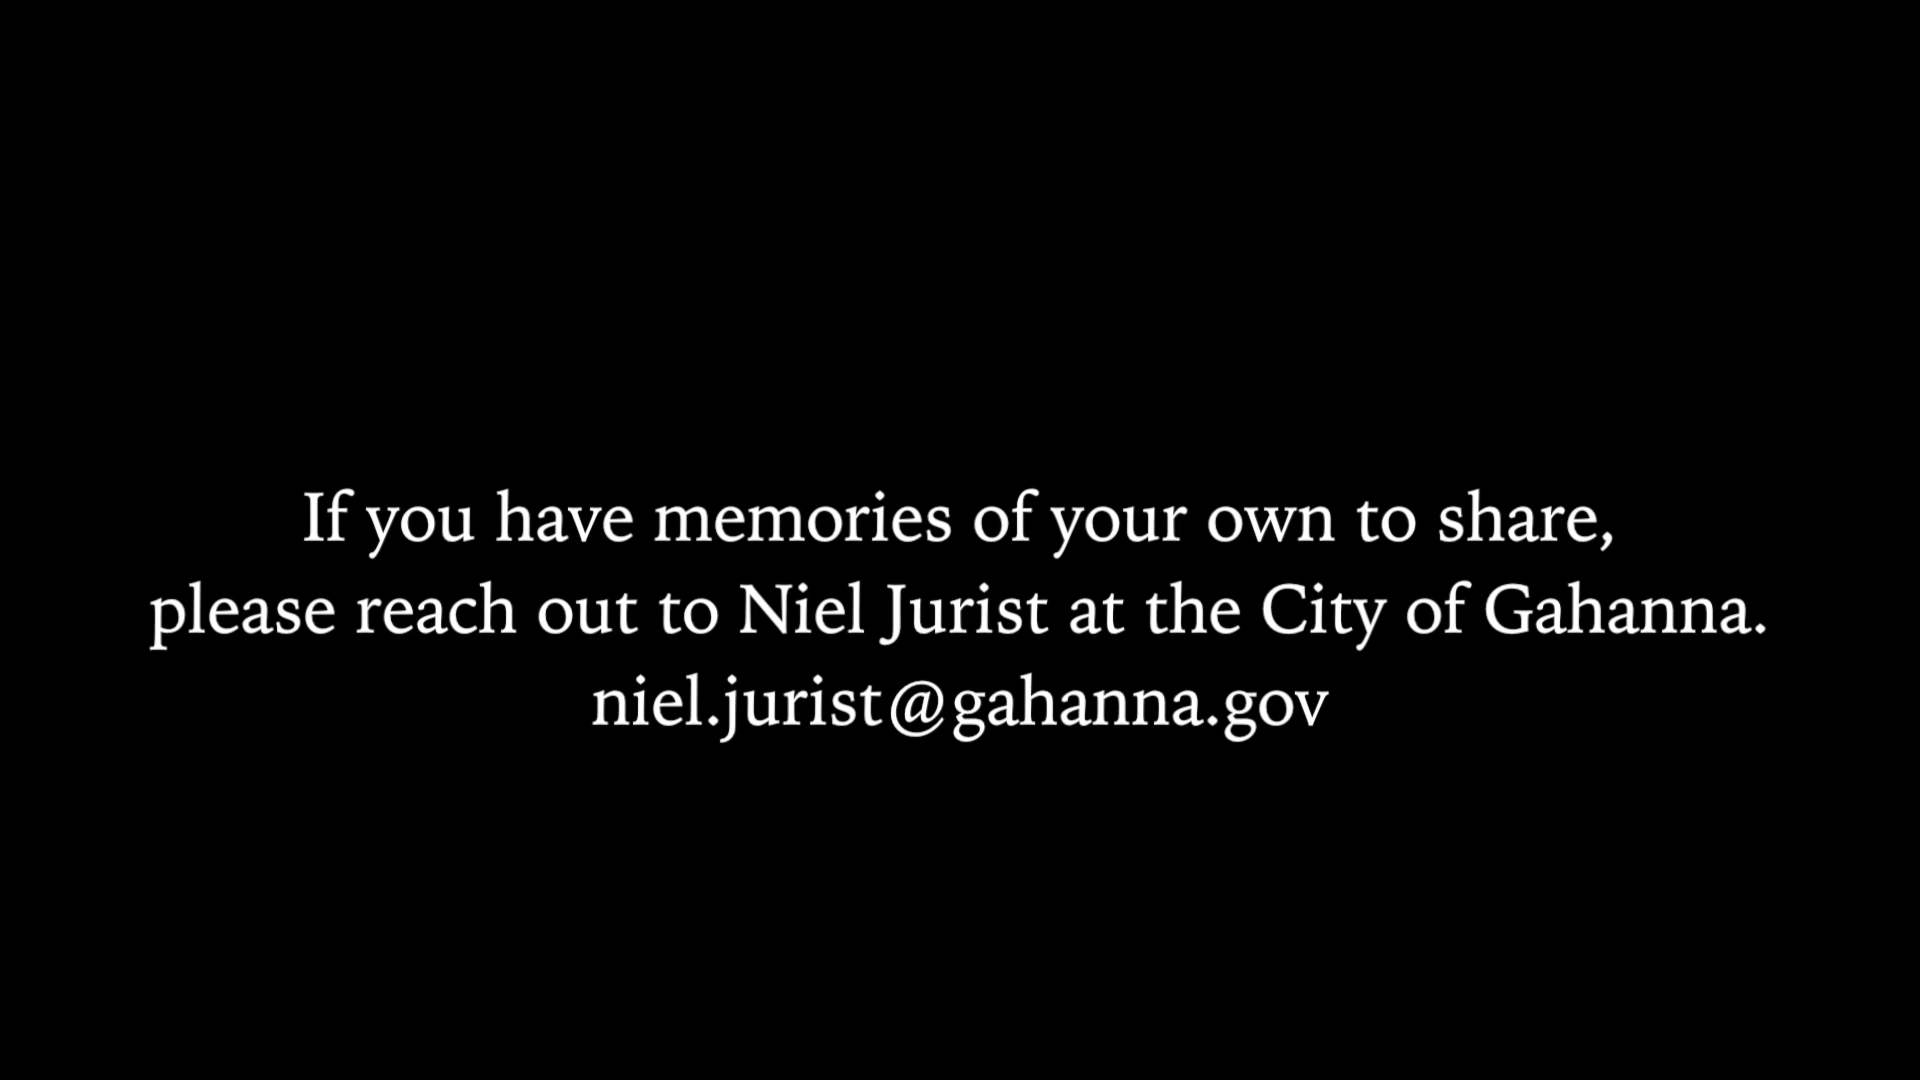 If you have memories of your own to share,
please reach out to Niel Jurist at the City of Gahanna.
niel.jurist@gahanna.gov